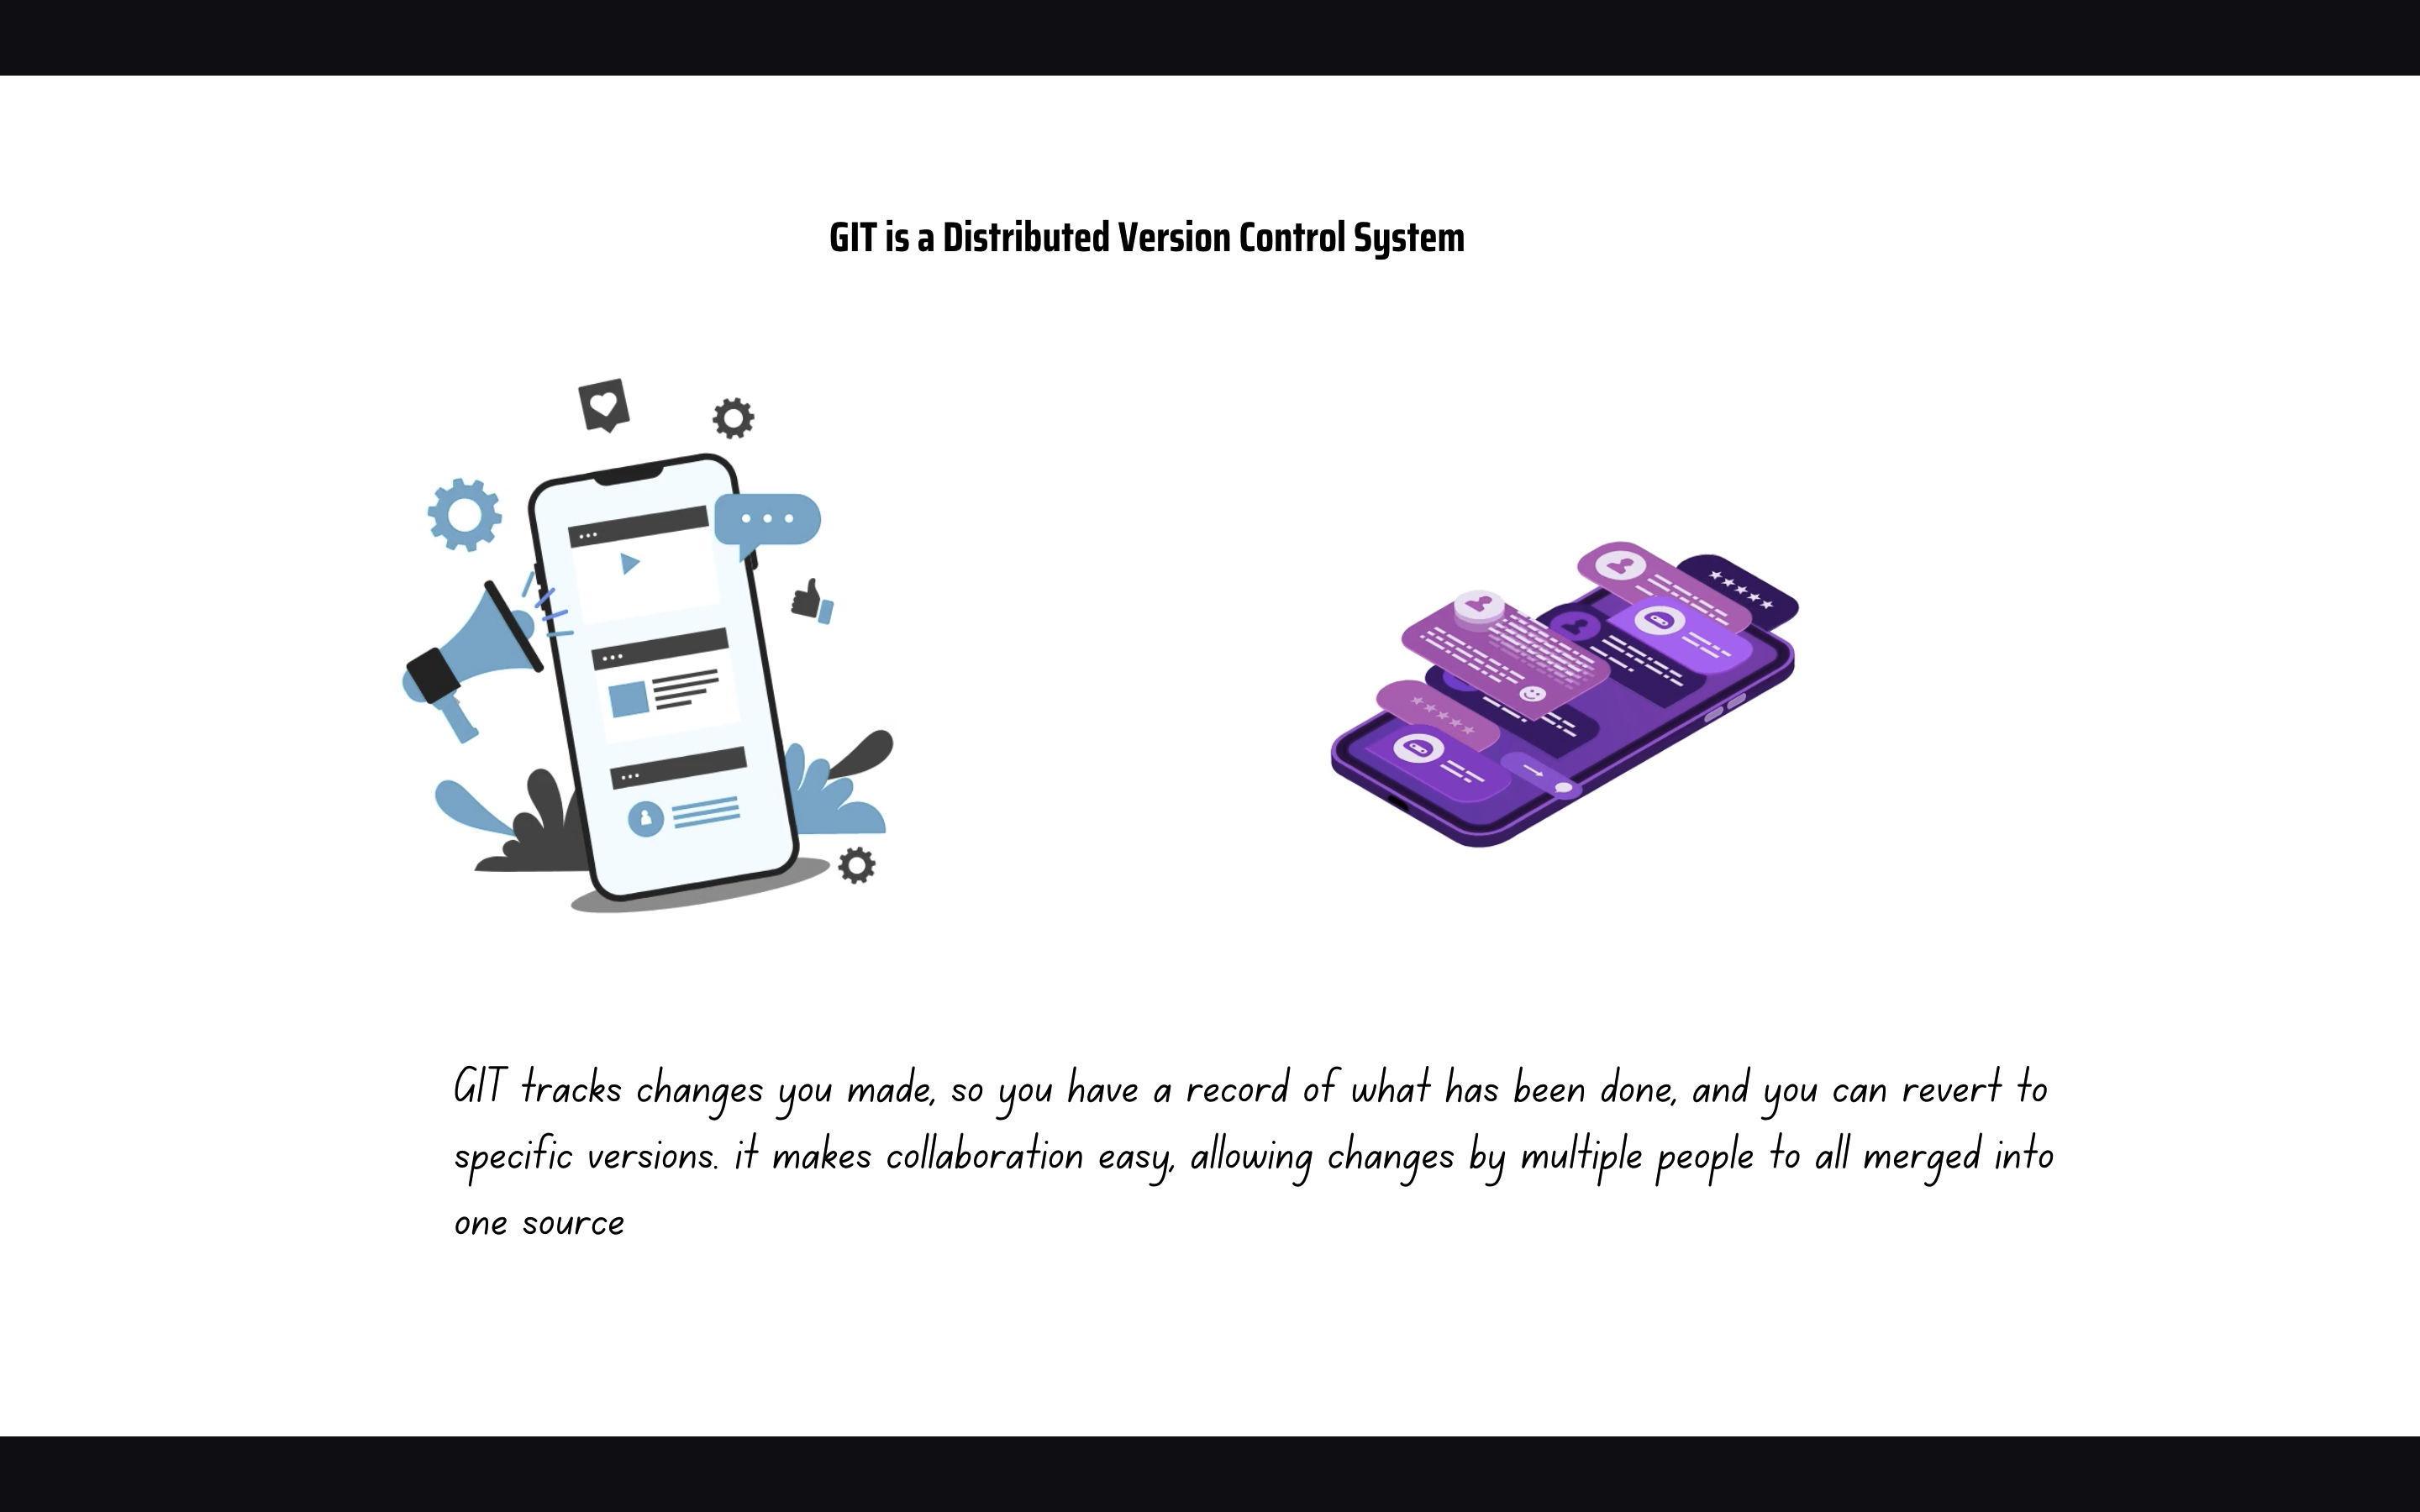 GIT is a Distributed Version Control System
GIT tracks changes you made, so you have a record of what has been done, and you can revert to
specific versions. it makes collaboration easy, allowing changes by multiple people to all merged into
one source